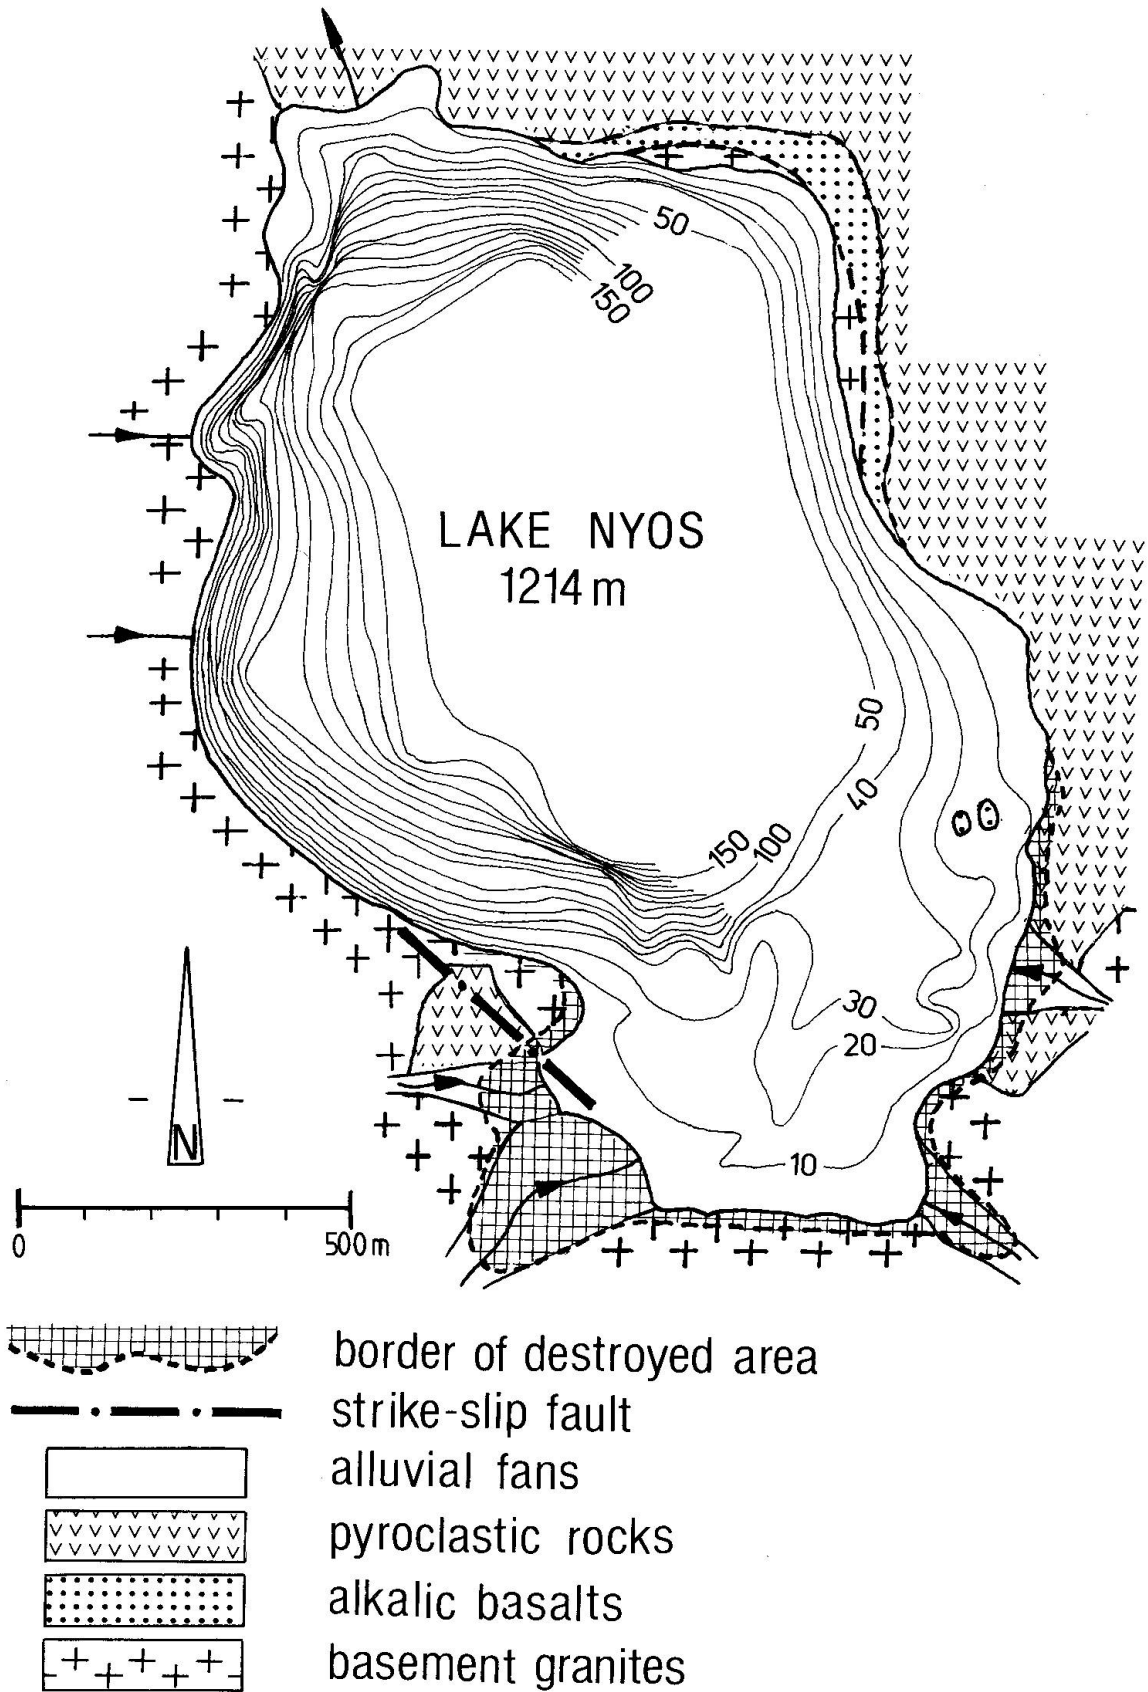 50
100
150
LAKE NYOS
1214 m
50
40
150
100
30
20
10
N
0 500 m
border of destroyed area
strike-slip fault
alluvial fans
pyroclastic rocks
alkalic basalts
basement granites